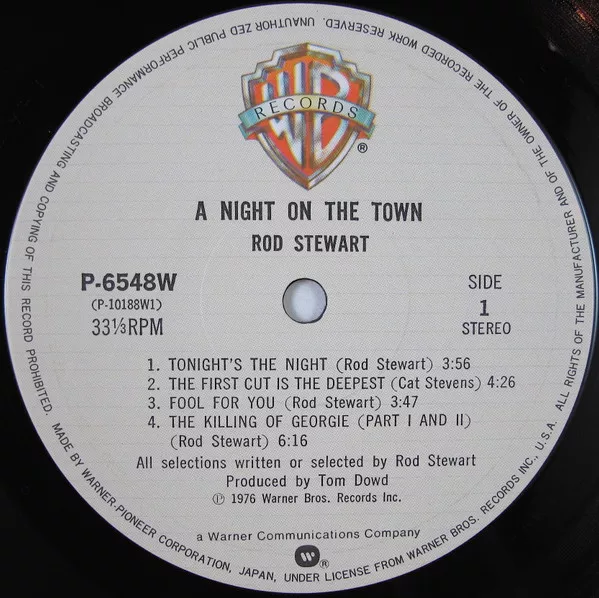 WB
RECORDS
®
A NIGHT ON THE TOWN
ROD STEWART
P-6548W
(P-10188W1)
33⅓RPM
SIDE
1
STEREO
1. TONIGHT'S THE NIGHT (Rod Stewart) 3:56
2. THE FIRST CUT IS THE DEEPEST (Cat Stevens) 4:26
3. FOOL FOR YOU (Rod Stewart) 3:47
4. THE KILLING OF GEORGIE (PART I AND II)
(Rod Stewart) 6:16
All selections written or selected by Rod Stewart
Produced by Tom Dowd
℗ 1976 Warner Bros. Records Inc.
a Warner Communications Company
®
MADE BY WARNER-PIONEER CORPORATION, JAPAN, UNDER LICENSE FROM WARNER BROS. RECORDS INC., U.S.A. ALL RIGHTS OF THE MANUFACTURER AND OF THE OWNER OF THE RECORDED WORK RESERVED. UNAUTHORIZED PUBLIC PERFORMANCE BROADCASTING AND COPYING OF THIS RECORD PROHIBITED.